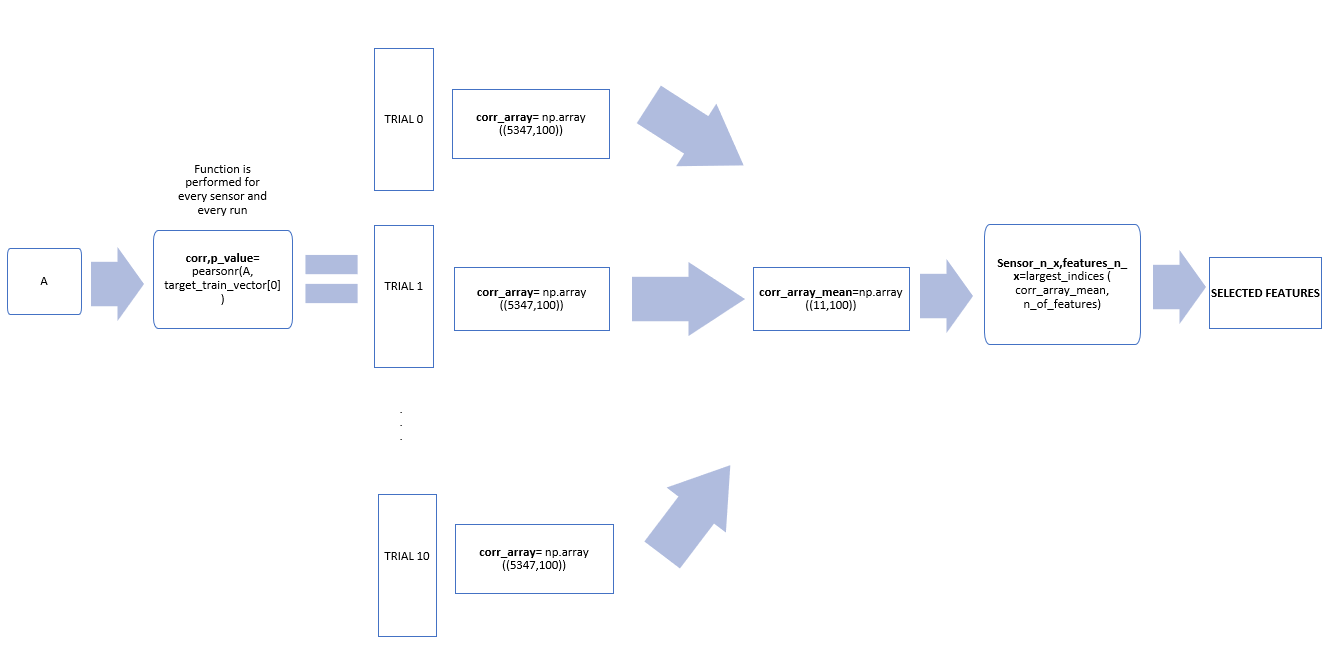 A
Function is
performed for
every sensor and
every run
corr,p_value=
pearsonr(A,
target_train_vector[0]
)
TRIAL 0
corr_array= np.array
((5347,100))
TRIAL 1
corr_array= np.array
((5347,100))
.
.
.
TRIAL 10
corr_array= np.array
((5347,100))
corr_array_mean=np.array
((11,100))
Sensor_n_x,features_n_
x=largest_indices (
corr_array_mean,
n_of_features)
SELECTED FEATURES